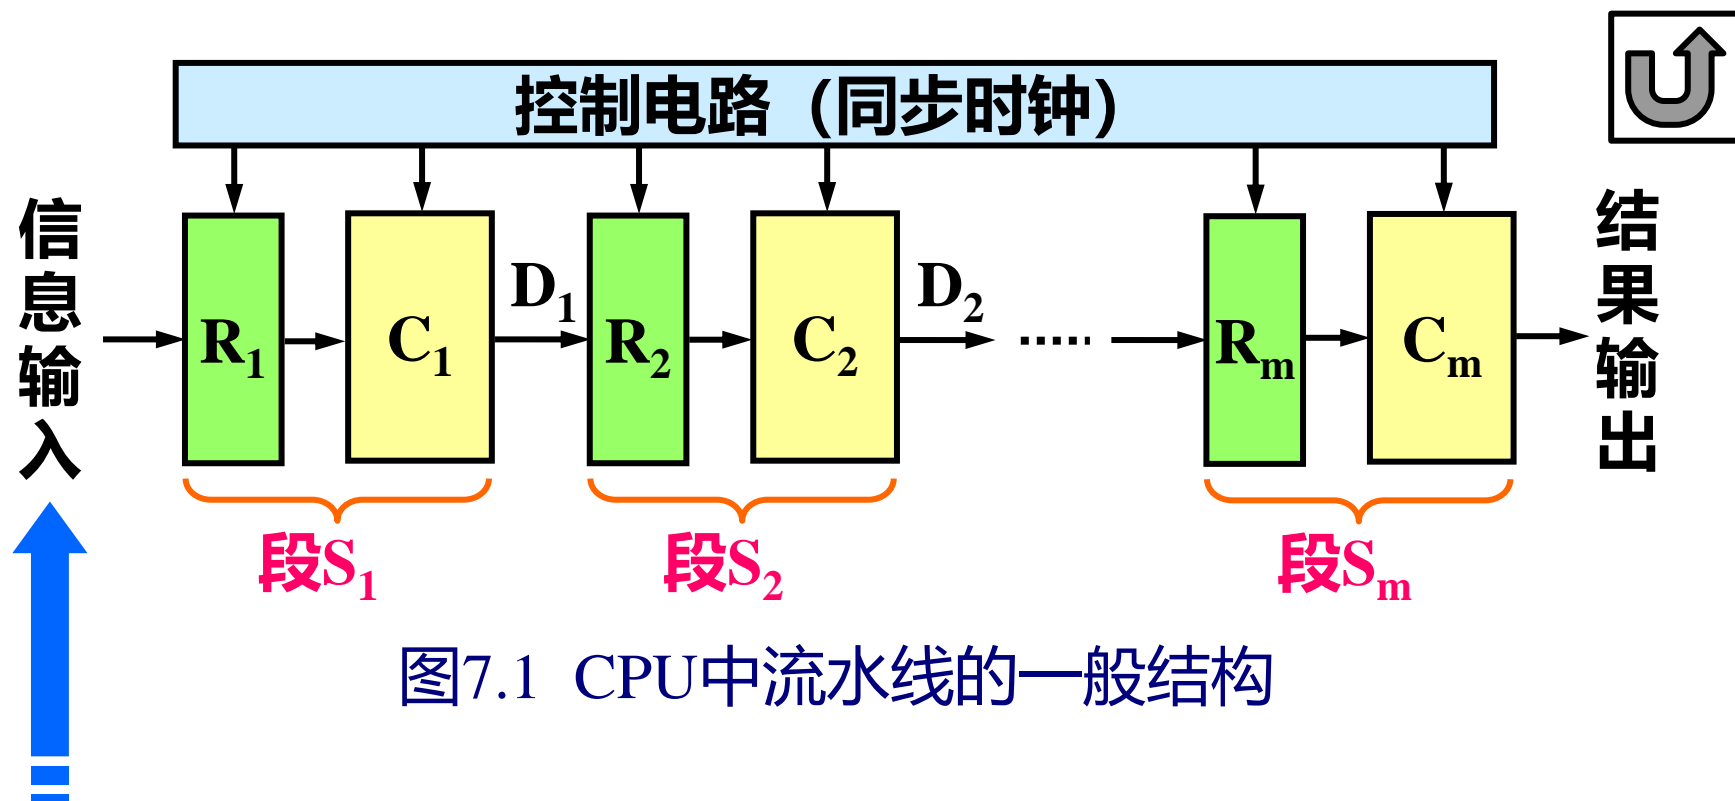 控制电路（同步时钟）
信息输入
R₁
C₁
D₁
R₂
C₂
D₂
······
Rₘ
Cₘ
结果输出
段S₁
段S₂
段Sₘ
图7.1 CPU中流水线的一般结构